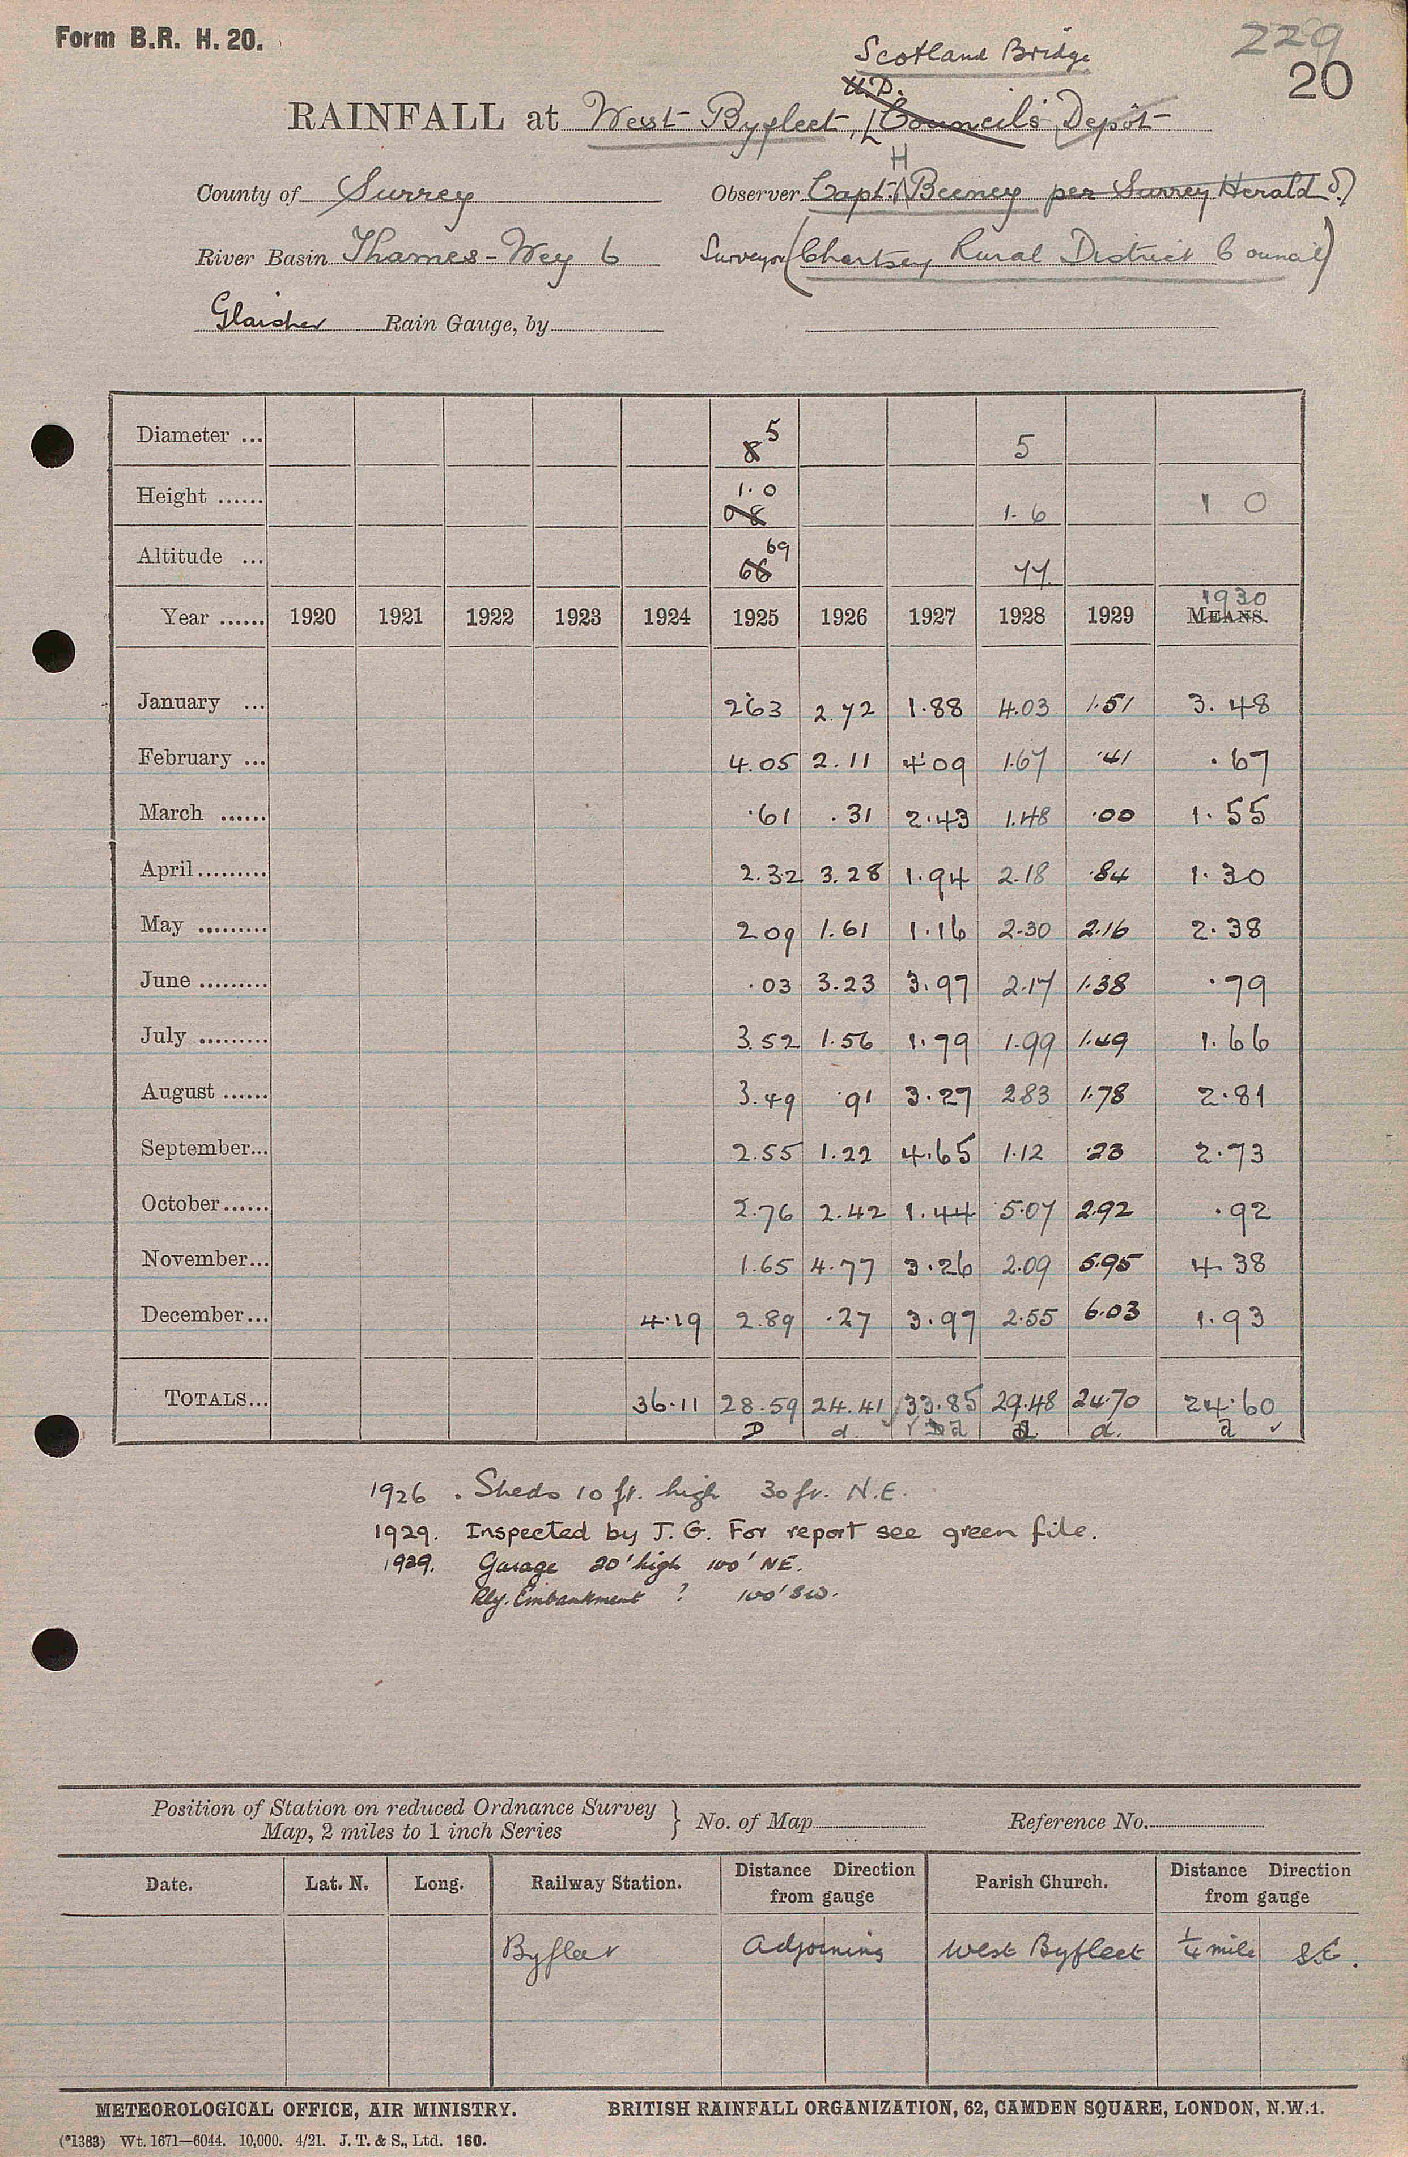 Form B.R. H. 20.
229
20
Scotland Bridge
U.D.
RAINFALL at West Byfleet, Council's Depôt
H
County of Surrey Observer Capt. Beeney per Surrey Herald
River Basin Thames - Wey 6 Surveyor (Chertsey Rural District Council)
Glaisher Rain Gauge, by
Diameter ... 8 5 5
Height ...... 1.0 0.8 1.6 1 0
Altitude ... 69 66 77
1930
Year ...... 1920 1921 1922 1923 1924 1925 1926 1927 1928 1929 MEANS.
January ... 2.63 2.72 1.88 4.03 1.51 3.48
February ... 4.05 2.11 4.09 1.67 .41 .67
March ...... .61 .31 2.43 1.48 .00 1.55
April......... 2.32 3.28 1.94 2.18 .84 1.30
May ......... 2.09 1.61 1.16 2.30 2.16 2.38
June ......... .03 3.23 3.97 2.17 1.38 .79
July ......... 3.52 1.56 1.79 1.99 1.49 1.66
August ...... 3.49 .91 3.27 2.83 1.78 2.81
September... 2.55 1.22 4.65 1.12 .23 2.73
October...... 2.76 2.42 1.44 5.07 2.92 .92
November... 1.65 4.77 3.26 2.09 5.95 4.38
December... 4.19 2.89 .27 3.97 2.55 6.03 1.93
TOTALS... 36.11 28.59 24.41 33.85 29.48 24.70 24.60
D d. d d. d
1926 . Sheds 10 ft. high 30 ft. N.E.
1929. Inspected by J. G. For report see green file.
1929. Garage 20' high 100' NE.
Rly. Embankment ? 100' SW.
Position of Station on reduced Ordnance Survey
Map, 2 miles to 1 inch Series } No. of Map Reference No.
Date. Lat. N. Long. Railway Station. Distance Direction from gauge Parish Church. Distance Direction from gauge
Byfleet Adjoining West Byfleet ¼ mile S.E.
METEOROLOGICAL OFFICE, AIR MINISTRY. BRITISH RAINFALL ORGANIZATION, 62, CAMDEN SQUARE, LONDON, N.W.1.
(*1383) Wt. 1671—6044. 10,000. 4/21. J. T. & S., Ltd. 160.